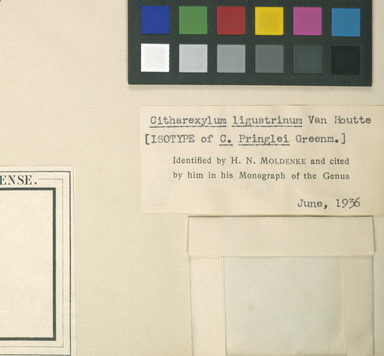 Citharexylum ligustrinum Van Houtte
[ISOTYPE of C. Pringlei Greenm.]
Identified by H. N. MOLDENKE and cited
by him in his Monograph of the Genus
June, 1936
ENSE.